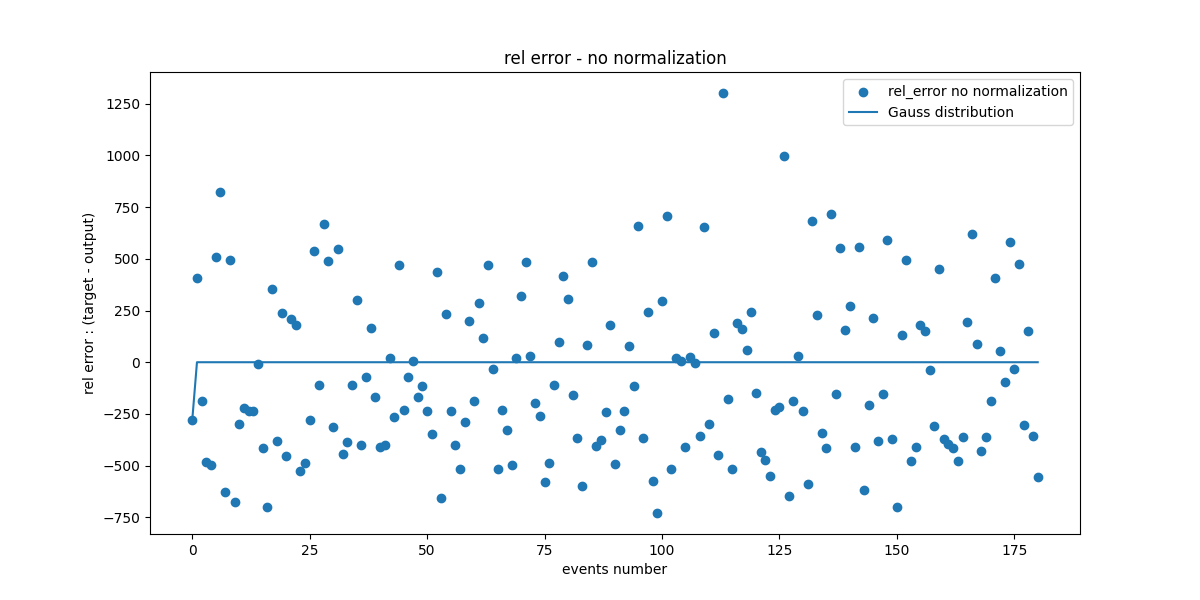 rel error - no normalization
rel_error no normalization
Gauss distribution
1250
1000
750
500
250
0
−250
−500
−750
rel error : (target - output)
0 25 50 75 100 125 150 175
events number